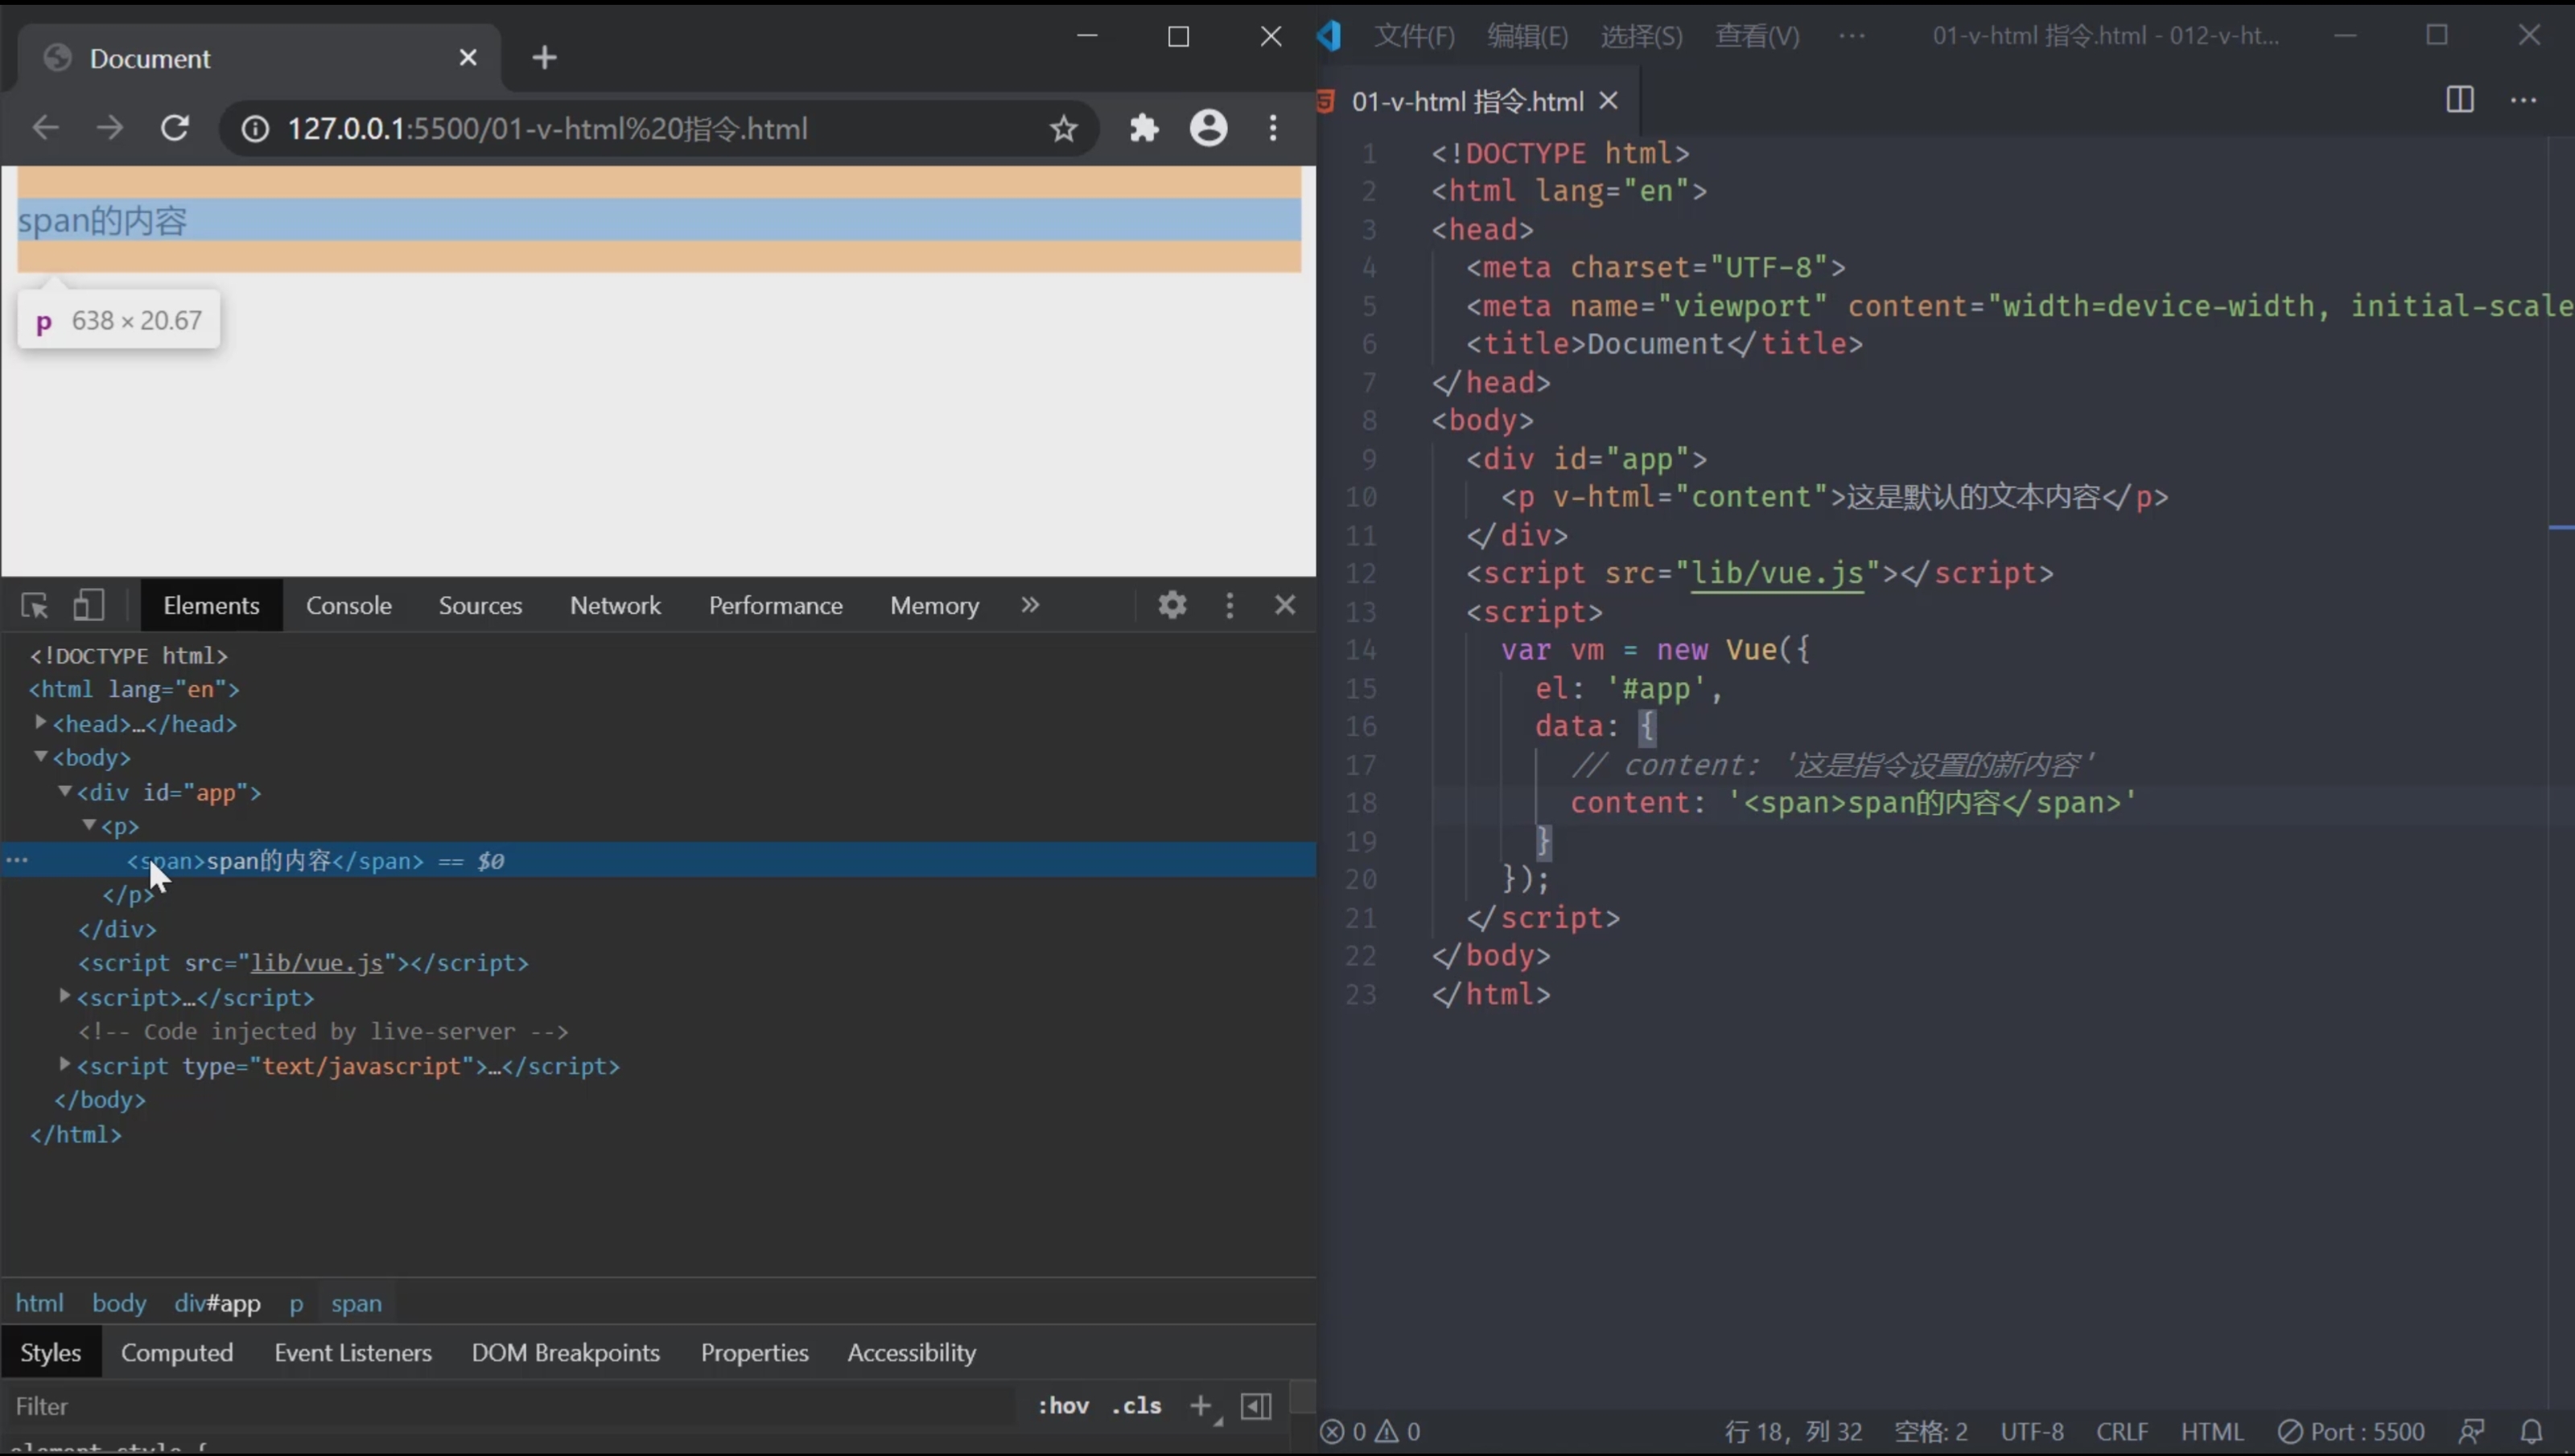 Document
127.0.0.1:5500/01-v-html%20指令.html
span的内容
p 638 × 20.67
Elements Console Sources Network Performance Memory »
<!DOCTYPE html>
<html lang="en">
<head>…</head>
<body>
<div id="app">
<p>
<span>span的内容</span> == $0
</p>
</div>
<script src="lib/vue.js"></script>
<script>…</script>
<!-- Code injected by live-server -->
<script type="text/javascript">…</script>
</body>
</html>
html body div#app p span
Styles Computed Event Listeners DOM Breakpoints Properties Accessibility
Filter :hov .cls +
element.style {
文件(F) 编辑(E) 选择(S) 查看(V) ··· 01-v-html 指令.html - 012-v-ht...
01-v-html 指令.html
1 <!DOCTYPE html>
2 <html lang="en">
3 <head>
4 <meta charset="UTF-8">
5 <meta name="viewport" content="width=device-width, initial-scale
6 <title>Document</title>
7 </head>
8 <body>
9 <div id="app">
10 <p v-html="content">这是默认的文本内容</p>
11 </div>
12 <script src="lib/vue.js"></script>
13 <script>
14 var vm = new Vue({
15 el: '#app',
16 data: {
17 // content: '这是指令设置的新内容'
18 content: '<span>span的内容</span>'
19 }
20 });
21 </script>
22 </body>
23 </html>
0 0 行 18，列 32 空格: 2 UTF-8 CRLF HTML Port : 5500